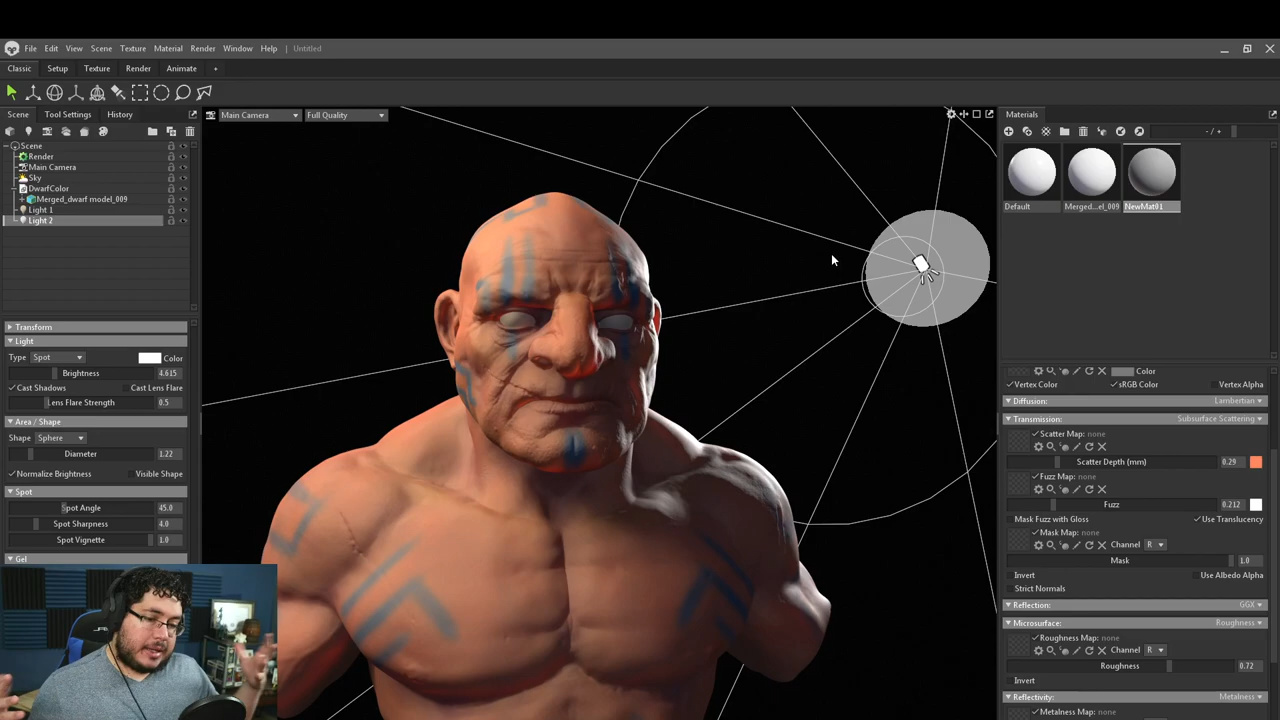 File Edit View Scene Texture Material Render Window Help Untitled
Classic Setup Texture Render Animate +
Scene Tool Settings History
Main Camera Full Quality
Materials
- / +
Scene
Render
Main Camera
Sky
DwarfColor
Merged_dwarf model_009
Light 1
Light 2
Default Merged...el_009 NewMat01
Transform
Light
Type Spot Color
Brightness 4.615
Cast Shadows Cast Lens Flare
Lens Flare Strength 0.5
Area / Shape
Shape Sphere
Diameter 1.22
Normalize Brightness Visible Shape
Spot
Spot Angle 45.0
Spot Sharpness 4.0
Spot Vignette 1.0
Gel
Color
Vertex Color sRGB Color Vertex Alpha
Diffusion: Lambertian
Transmission: Subsurface Scattering
Scatter Map: none
Scatter Depth (mm) 0.29
Fuzz Map: none
Fuzz 0.212
Mask Fuzz with Gloss Use Translucency
Mask Map: none
Channel R
Mask 1.0
Invert Use Albedo Alpha
Strict Normals
Reflection: GGX
Microsurface: Roughness
Roughness Map: none
Channel R
Roughness 0.72
Invert
Reflectivity: Metalness
Metalness Map: none